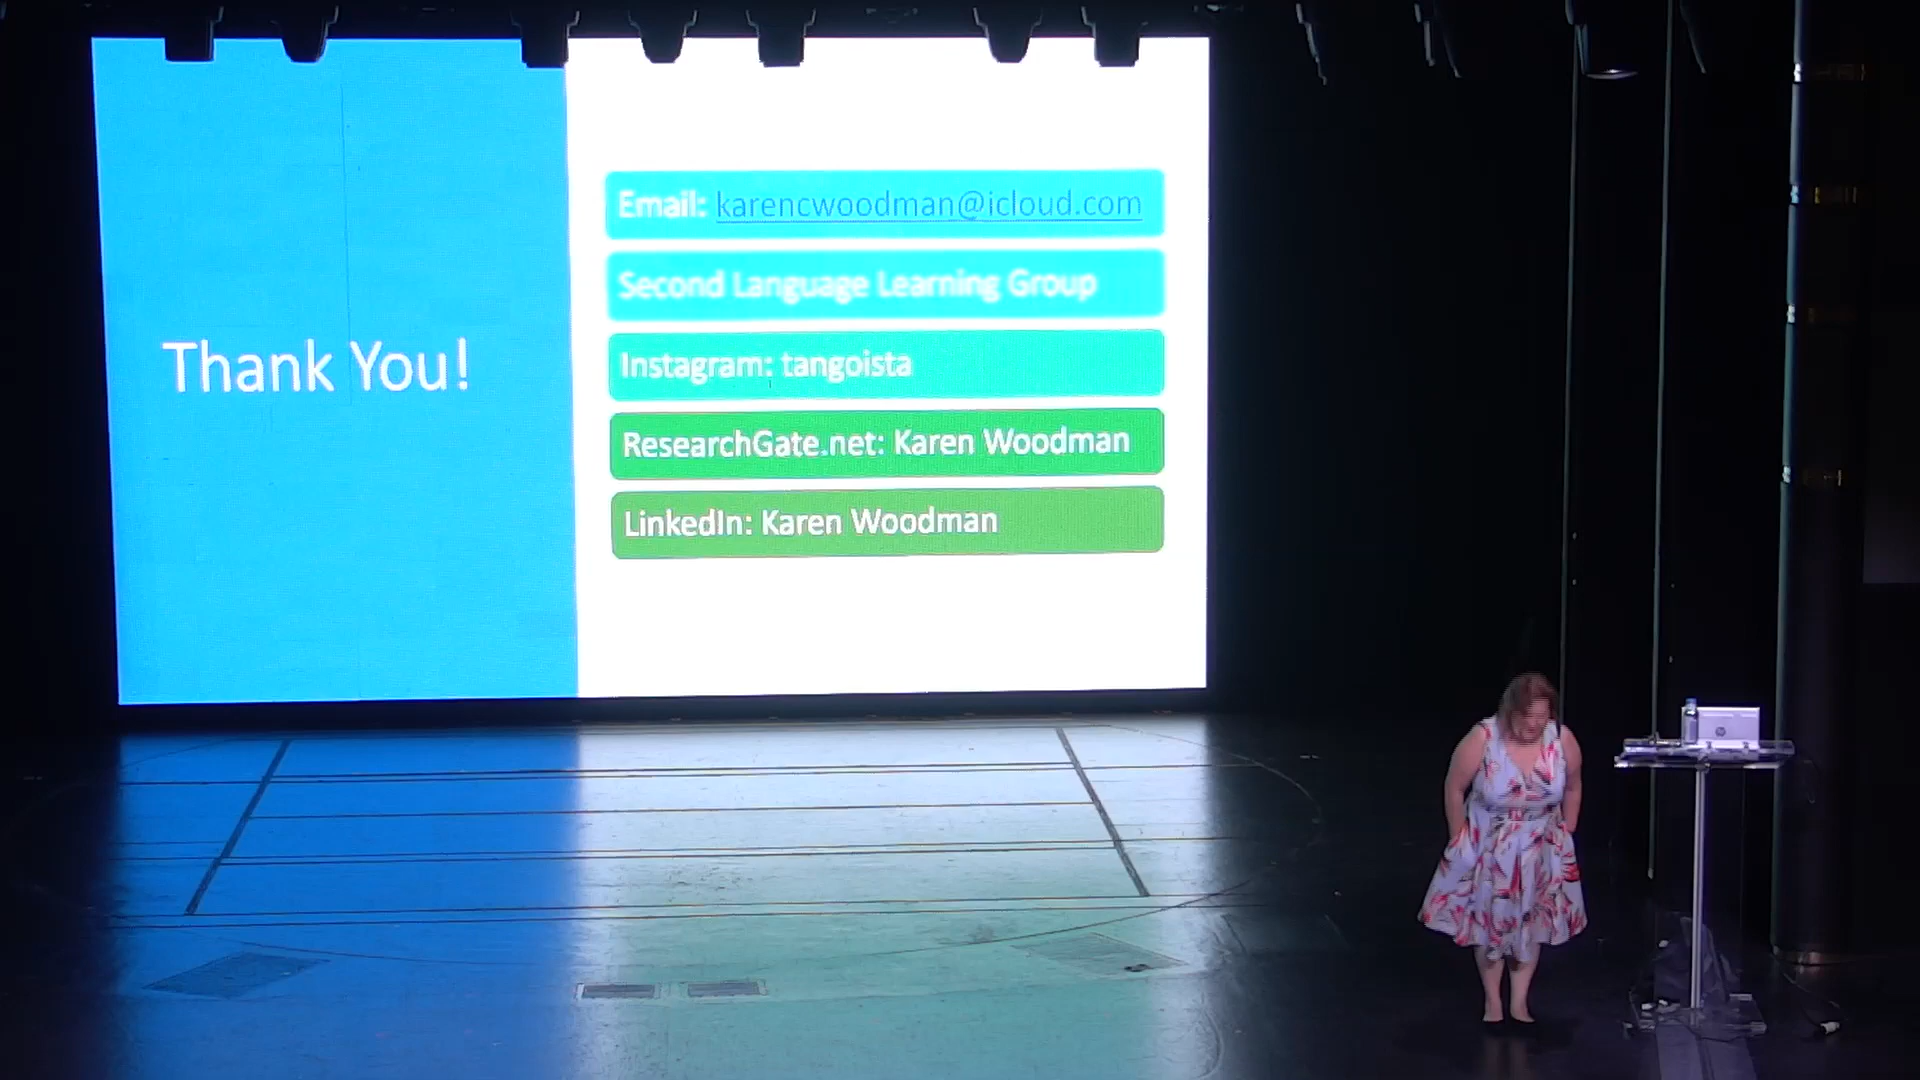 Thank You!
Email: karencwoodman@icloud.com
Second Language Learning Group
Instagram: tangoista
ResearchGate.net: Karen Woodman
LinkedIn: Karen Woodman